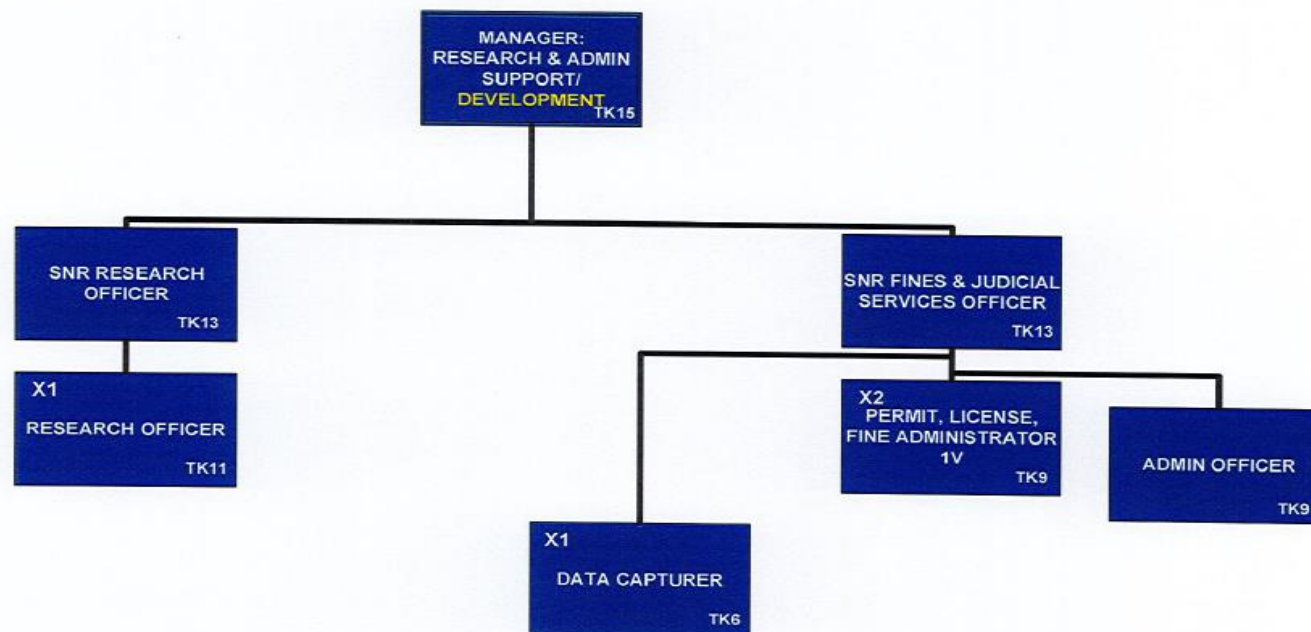 MANAGER:
RESEARCH & ADMIN
SUPPORT/
DEVELOPMENT
TK15
SNR RESEARCH
OFFICER
TK13
SNR FINES & JUDICIAL
SERVICES OFFICER
TK13
X1
RESEARCH OFFICER
TK11
X2
PERMIT, LICENSE,
FINE ADMINISTRATOR
1V
TK9
ADMIN OFFICER
TK9
X1
DATA CAPTURER
TK6